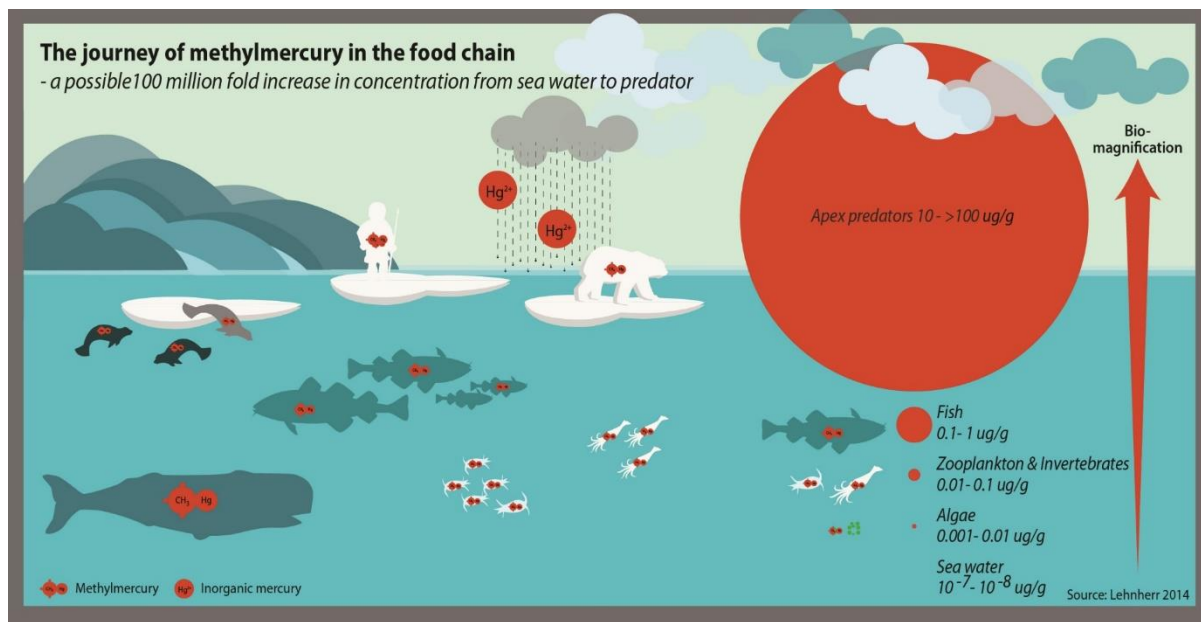 The journey of methylmercury in the food chain
- a possible100 million fold increase in concentration from sea water to predator
Bio-
magnification
Hg²⁺
Hg²⁺
Apex predators 10 - >100 ug/g
Fish
0.1- 1 ug/g
Zooplankton & Invertebrates
0.01- 0.1 ug/g
Algae
0.001- 0.01 ug/g
Sea water
10⁻⁷- 10⁻⁸ ug/g
CH₃ Hg
Methylmercury
Hg²⁺ Inorganic mercury
Source: Lehnherr 2014